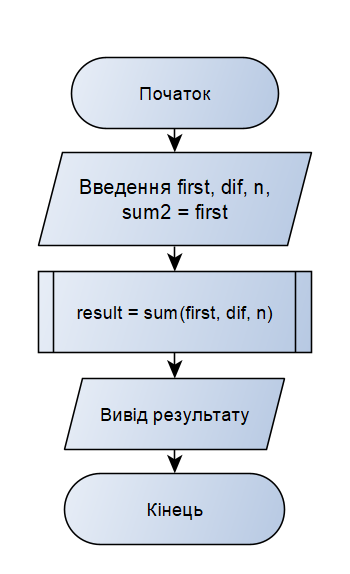 Початок
Введення first, dif, n,
sum2 = first
result = sum(first, dif, n)
Вивід результату
Кінець